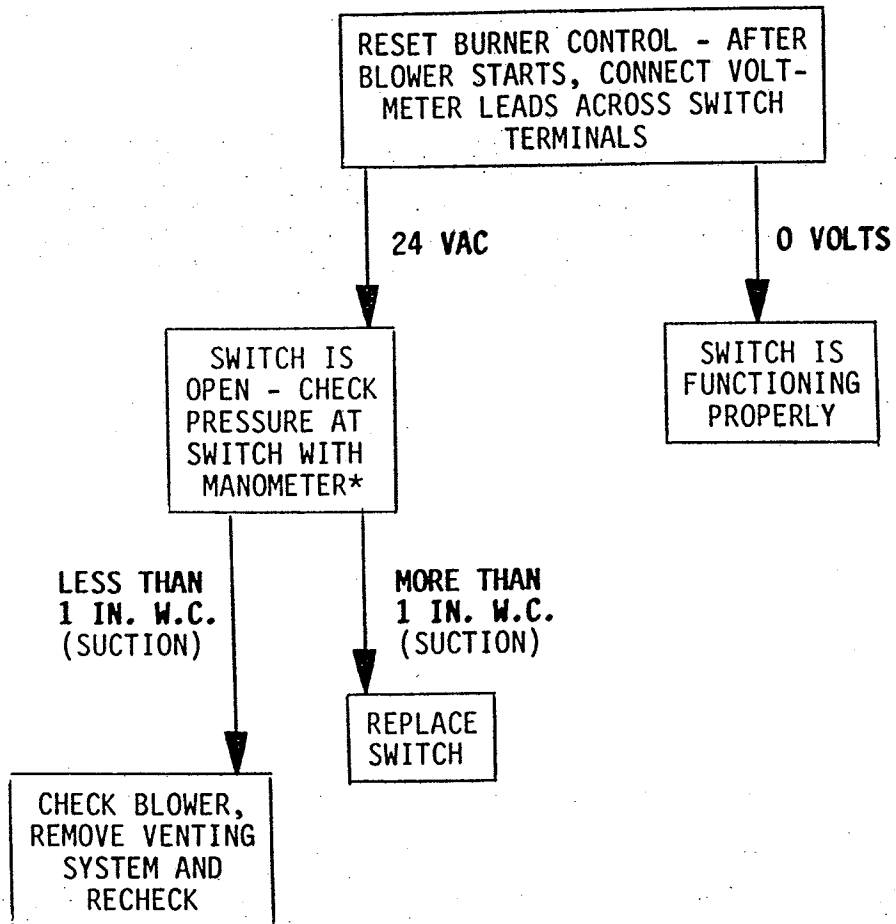 RESET BURNER CONTROL - AFTER
BLOWER STARTS, CONNECT VOLT-
METER LEADS ACROSS SWITCH
TERMINALS
24 VAC
0 VOLTS
SWITCH IS
OPEN - CHECK
PRESSURE AT
SWITCH WITH
MANOMETER*
SWITCH IS
FUNCTIONING
PROPERLY
LESS THAN
1 IN. W.C.
(SUCTION)
MORE THAN
1 IN. W.C.
(SUCTION)
REPLACE
SWITCH
CHECK BLOWER,
REMOVE VENTING
SYSTEM AND
RECHECK